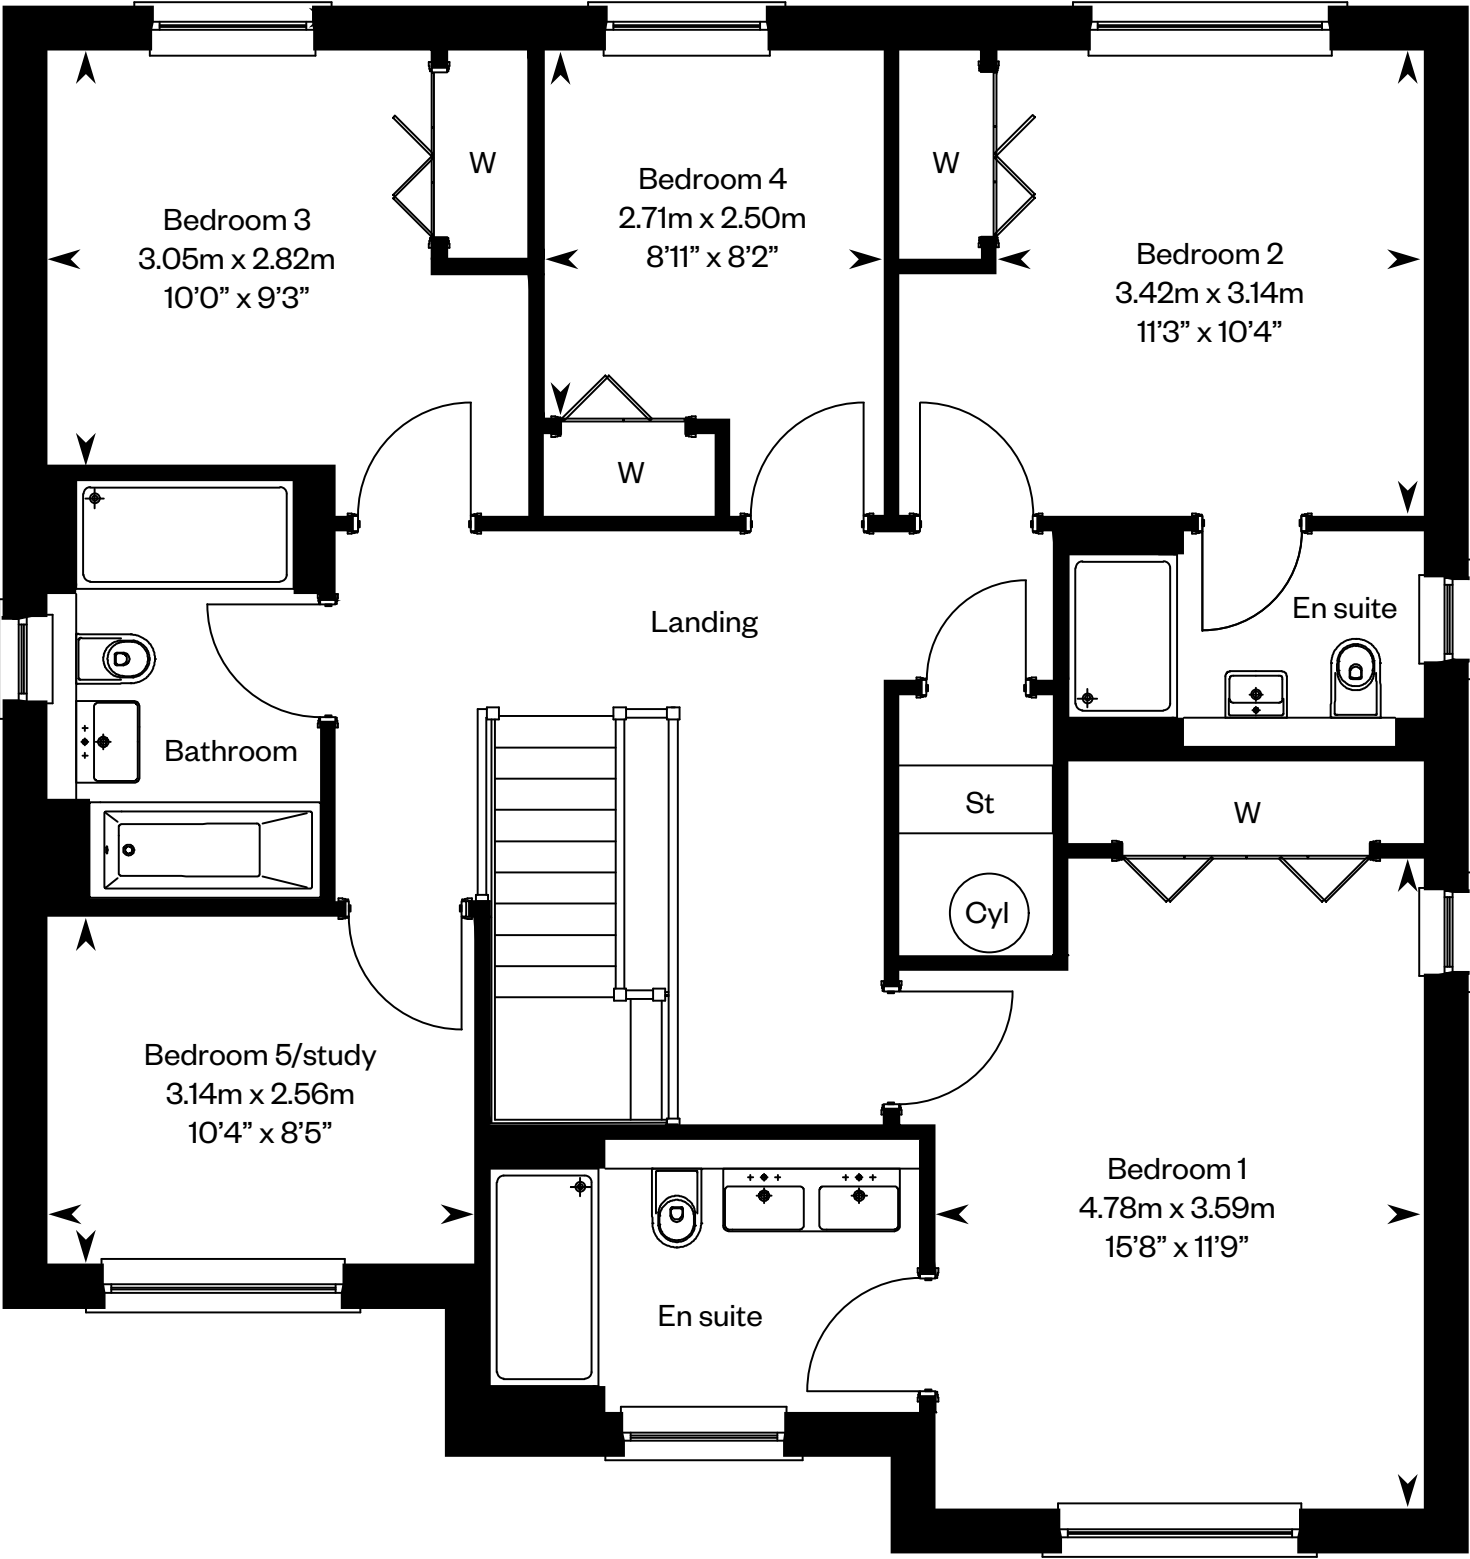 Bedroom 3
3.05m x 2.82m
10’0” x 9’3”
W
Bedroom 4
2.71m x 2.50m
8’11” x 8’2”
W
W
Bedroom 2
3.42m x 3.14m
11’3” x 10’4”
Landing
En suite
Bathroom
St
Cyl
W
Bedroom 5/study
3.14m x 2.56m
10’4” x 8’5”
Bedroom 1
4.78m x 3.59m
15’8” x 11’9”
En suite